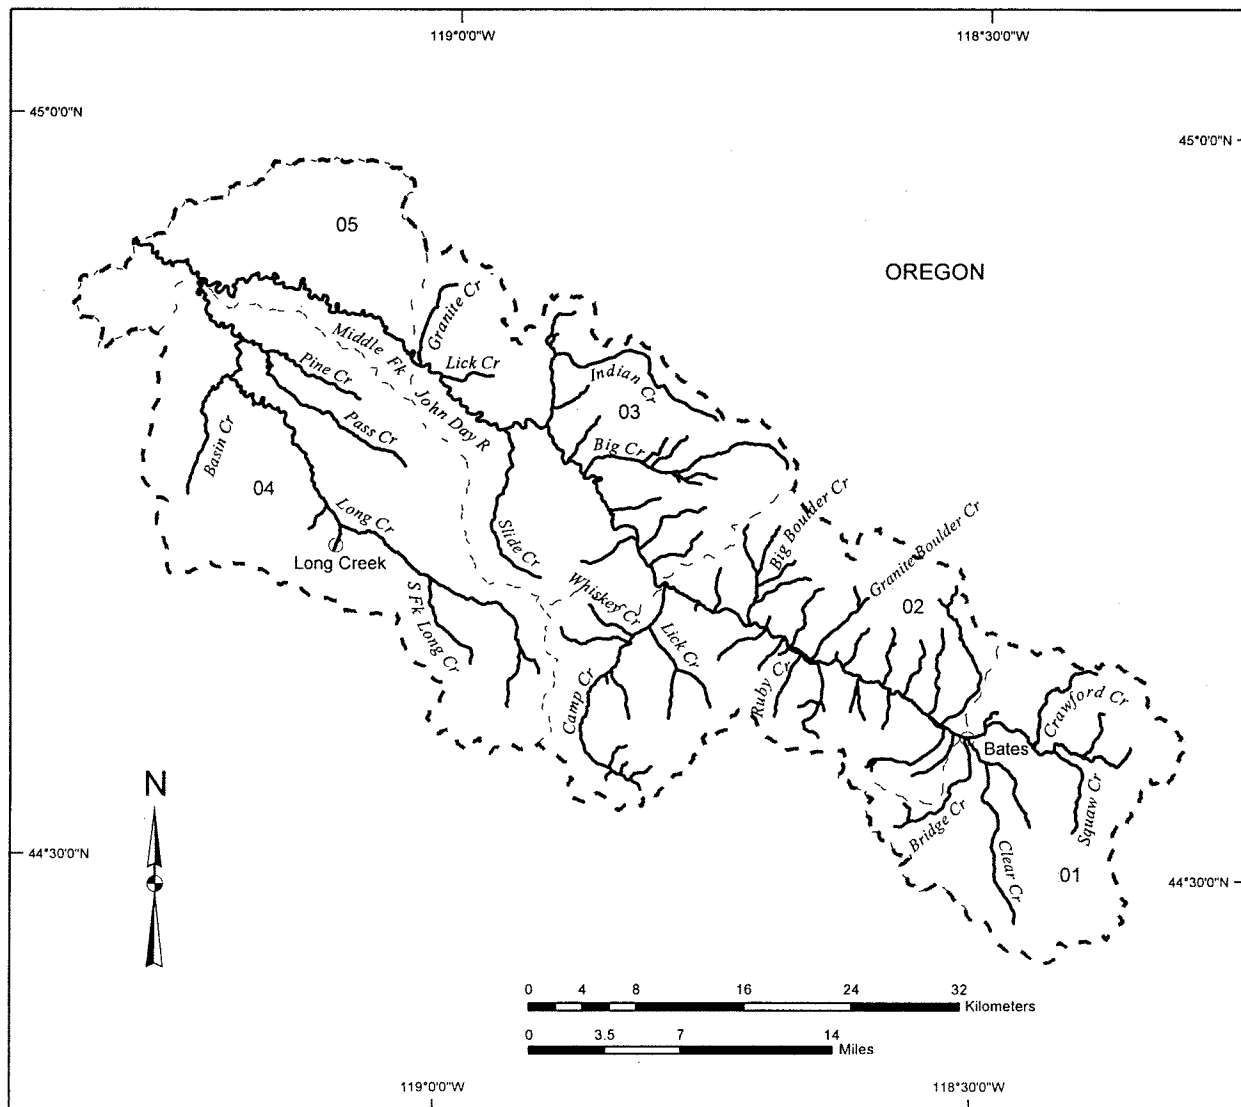 119°0'0"W
118°30'0"W
45°0'0"N
45°0'0"N
05
OREGON
Granite Cr
Middle Fk John Day R
Lick Cr
Pine Cr
Indian Cr
03
Pass Cr
Big Cr
Basin Cr
04
Long Cr
Big Boulder Cr
Granite Boulder Cr
Slide Cr
Long Creek
Whiskey Cr
S Fk Long Cr
02
Lick Cr
Camp Cr
Ruby Cr
Crawford Cr
Bates
Squaw Cr
Bridge Cr
Clear Cr
01
N
44°30'0"N
44°30'0"N
0 4 8 16 24 32
Kilometers
0 3.5 7 14
Miles
119°0'0"W
118°30'0"W